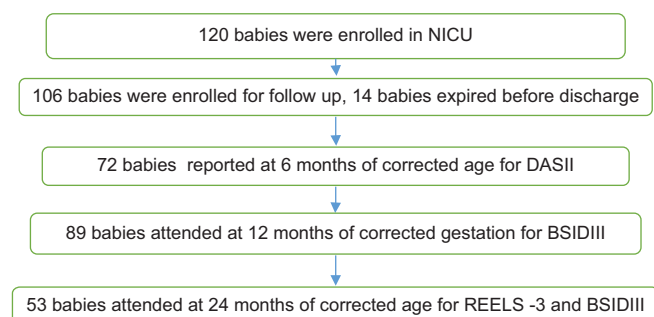 120 babies were enrolled in NICU
106 babies were enrolled for follow up, 14 babies expired before discharge
72 babies reported at 6 months of corrected age for DASII
89 babies attended at 12 months of corrected gestation for BSIDIII
53 babies attended at 24 months of corrected age for REELS -3 and BSIDIII